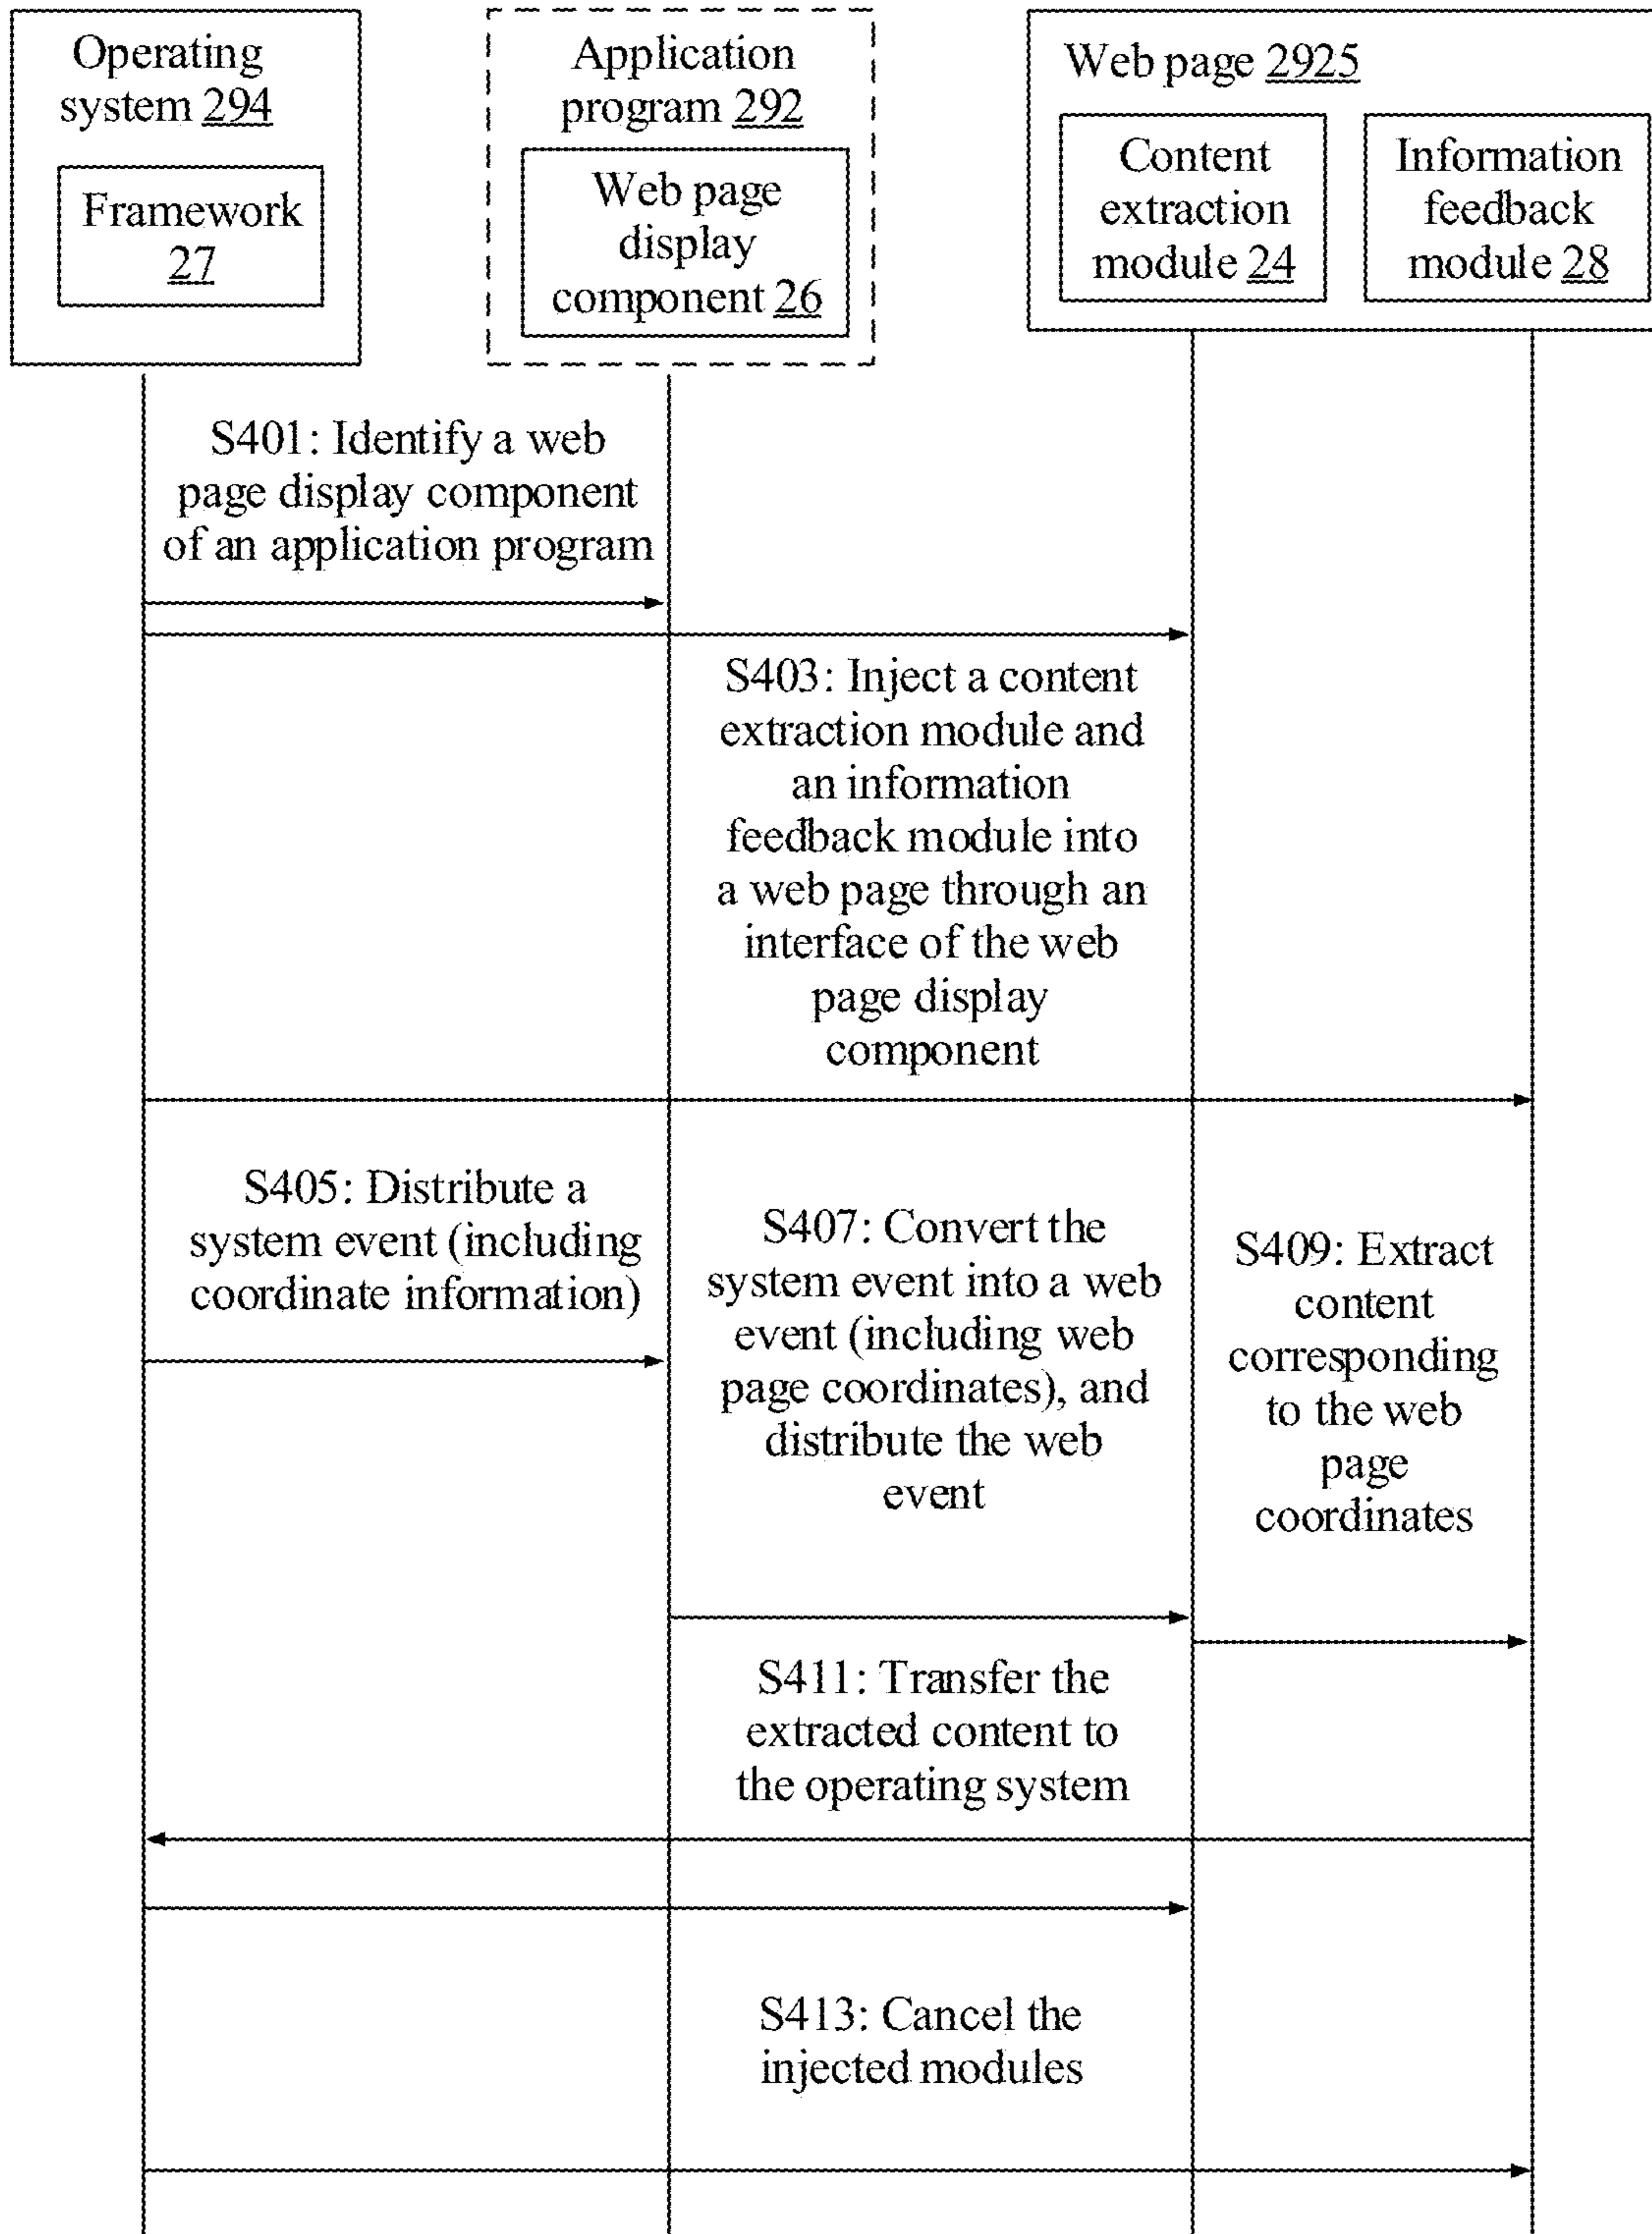 Operating
system 294
Framework
27
Application
program 292
Web page
display
component 26
Web page 2925
Content
extraction
module 24
Information
feedback
module 28
S401: Identify a web
page display component
of an application program
S403: Inject a content
extraction module and
an information
feedback module into
a web page through an
interface of the web
page display
component
S405: Distribute a
system event (including
coordinate information)
S407: Convert the
system event into a web
event (including web
page coordinates), and
distribute the web
event
S409: Extract
content
corresponding
to the web
page
coordinates
S411: Transfer the
extracted content to
the operating system
S413: Cancel the
injected modules